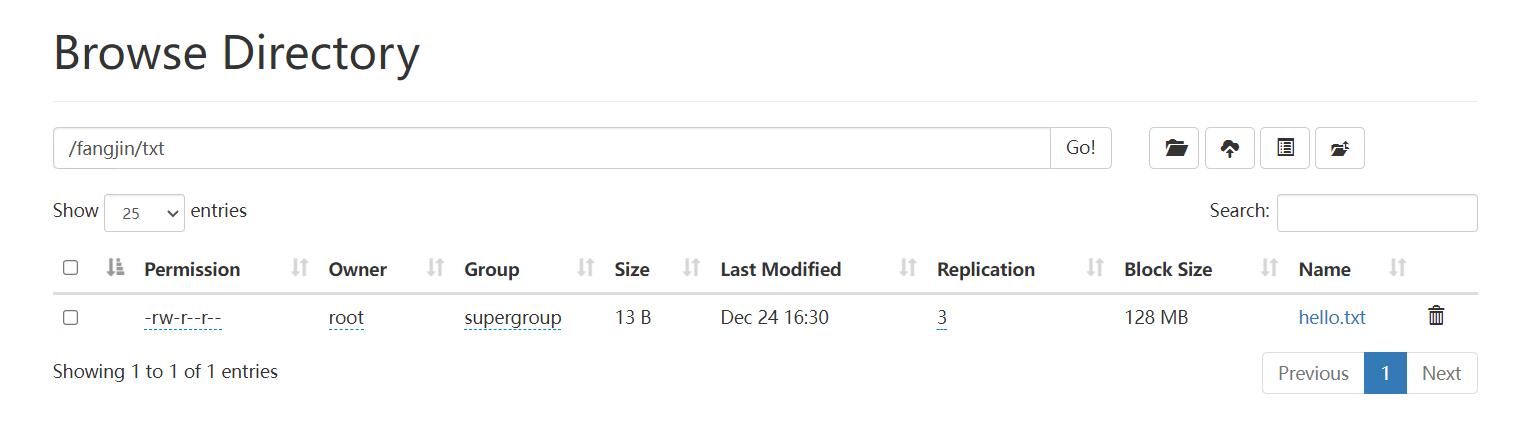 Browse Directory
/fangjin/txt Go!
Show 25 entries Search:
Permission Owner Group Size Last Modified Replication Block Size Name
-rw-r--r-- root supergroup 13 B Dec 24 16:30 3 128 MB hello.txt
Showing 1 to 1 of 1 entries Previous 1 Next